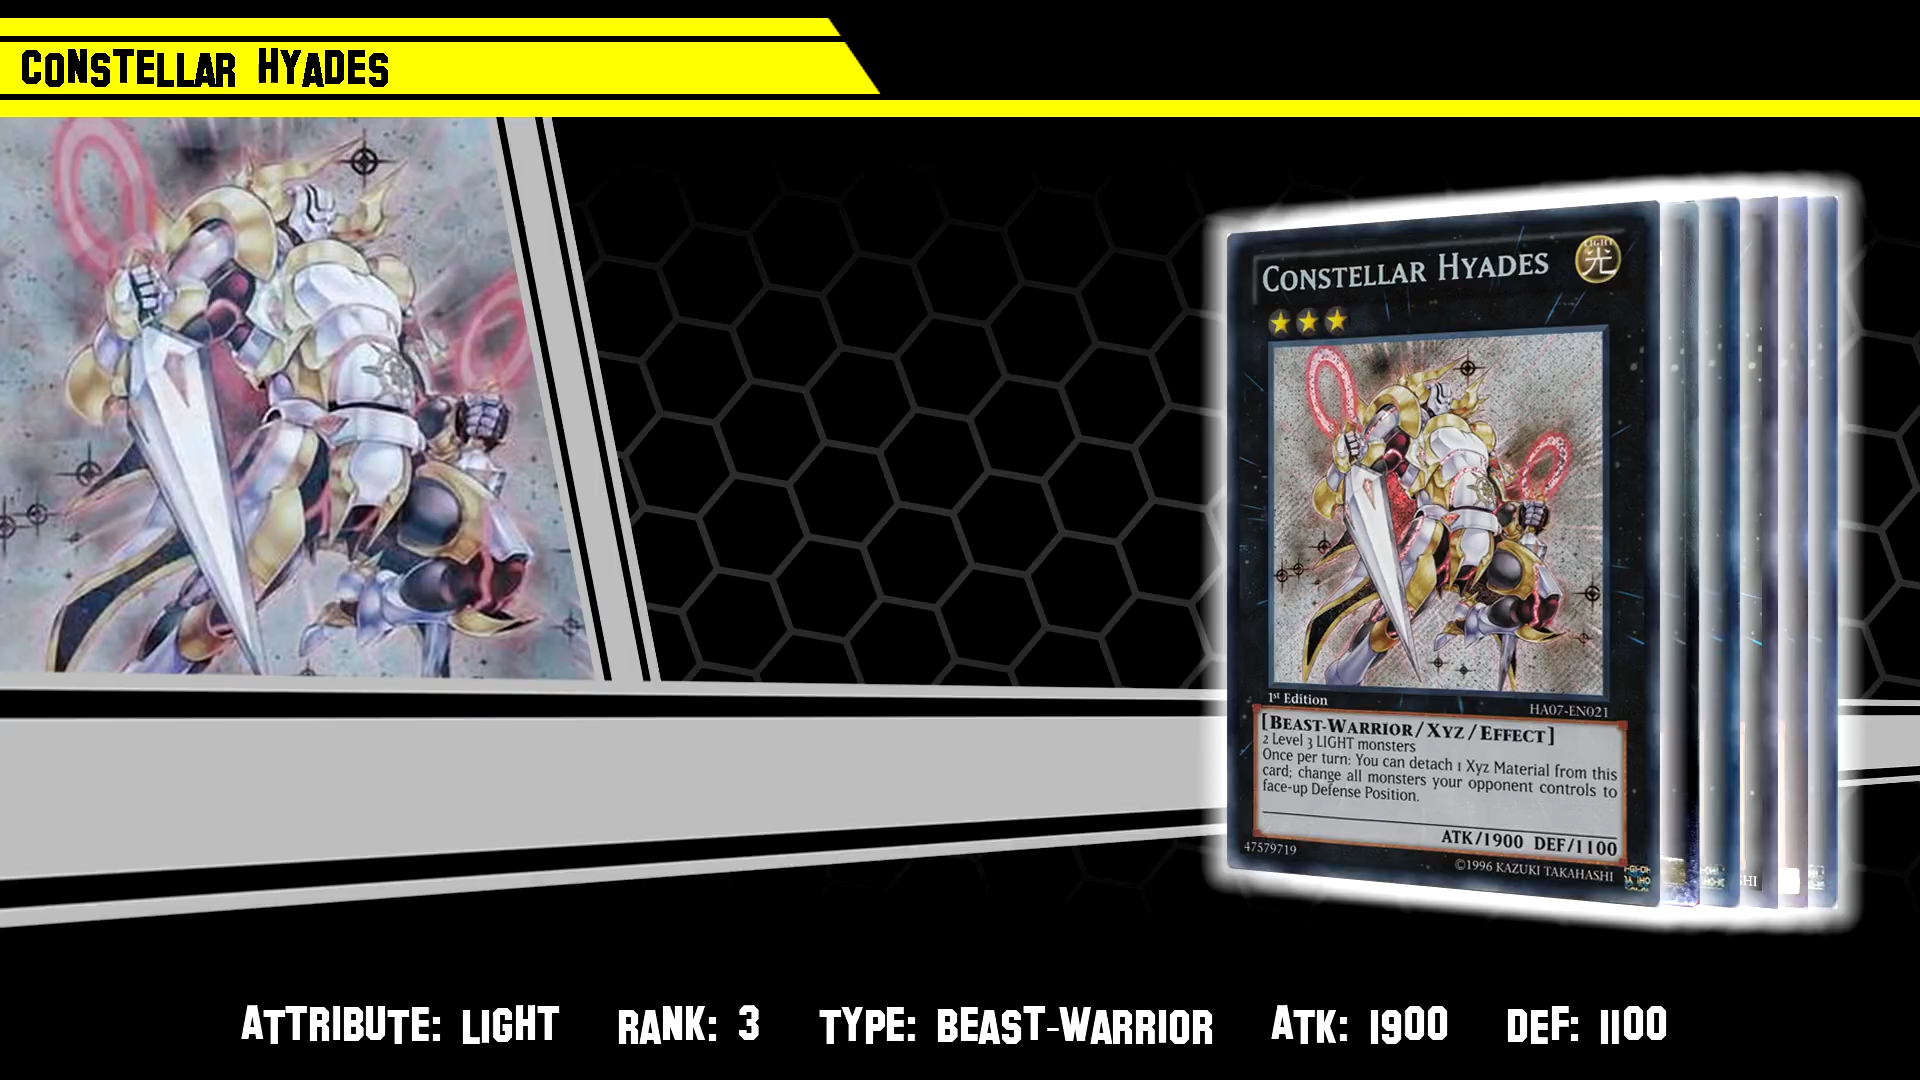 CONSTELLAR HYADES
CONSTELLAR HYADES
LIGHT
光
1st Edition
HA07-EN021
[BEAST-WARRIOR/XYZ/EFFECT]
2 Level 3 LIGHT monsters
Once per turn: You can detach 1 Xyz Material from this
card; change all monsters your opponent controls to
face-up Defense Position.
ATK/1900 DEF/1100
47579719
©1996 KAZUKI TAKAHASHI
SHI
ATTRIBUTE: LIGHT RANK: 3 TYPE: BEAST-WARRIOR ATK: 1900 DEF: 1100